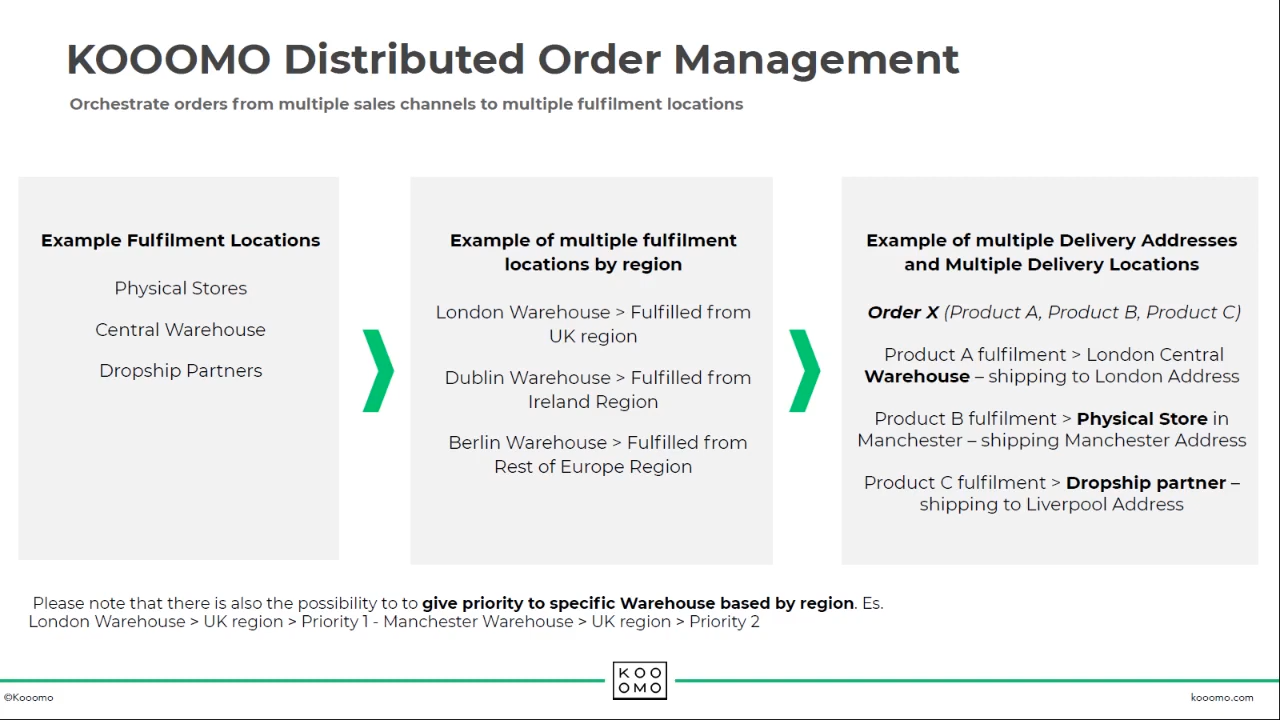 KOOOMO Distributed Order Management
Orchestrate orders from multiple sales channels to multiple fulfilment locations
Example Fulfilment Locations
Physical Stores
Central Warehouse
Dropship Partners
Example of multiple fulfilment
locations by region
London Warehouse > Fulfilled from
UK region
Dublin Warehouse > Fulfilled from
Ireland Region
Berlin Warehouse > Fulfilled from
Rest of Europe Region
Example of multiple Delivery Addresses
and Multiple Delivery Locations
Order X (Product A, Product B, Product C)
Product A fulfilment > London Central
Warehouse – shipping to London Address
Product B fulfilment > Physical Store in
Manchester – shipping Manchester Address
Product C fulfilment > Dropship partner –
shipping to Liverpool Address
Please note that there is also the possibility to to give priority to specific Warehouse based by region. Es.
London Warehouse > UK region > Priority 1 - Manchester Warehouse > UK region > Priority 2
KOO
OMO
©Kooomo
kooomo.com